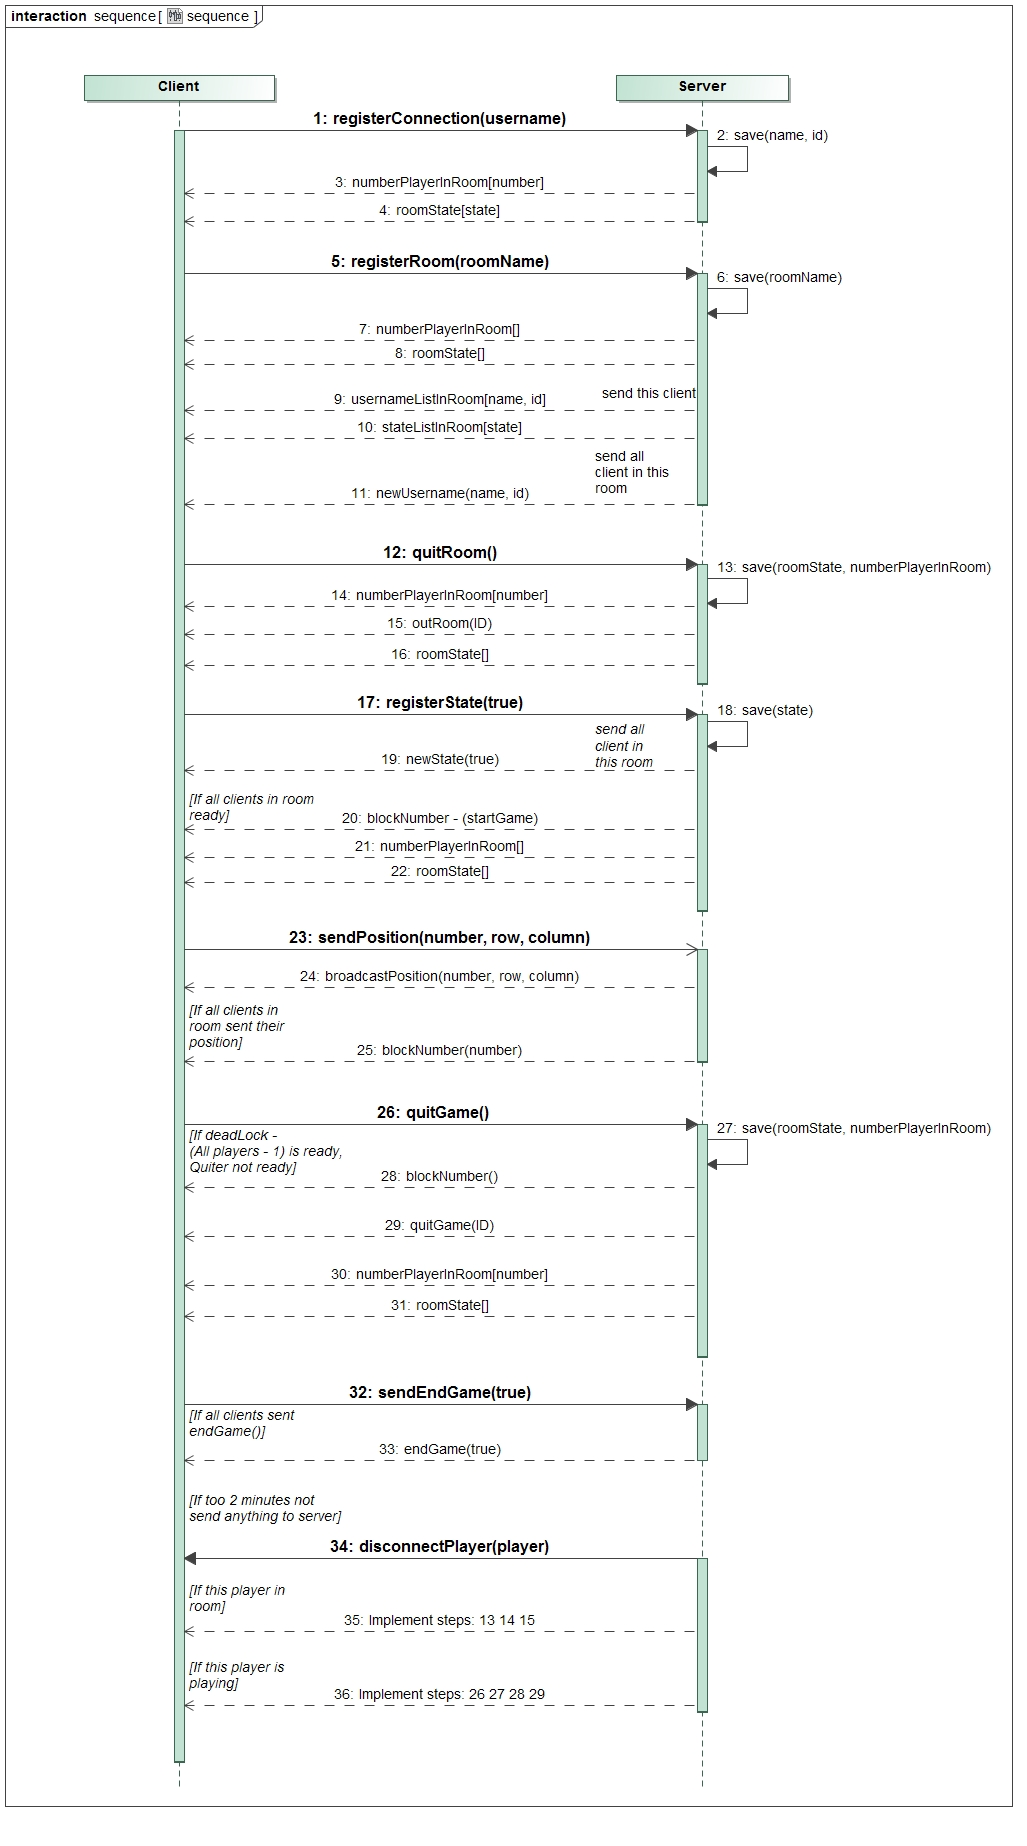 interaction sequence[ sequence ]
Client
Server
1: registerConnection(username)
2: save(name, id)
3: numberPlayerInRoom[number]
4: roomState[state]
5: registerRoom(roomName)
6: save(roomName)
7: numberPlayerInRoom[]
8: roomState[]
send this client
9: usernameListInRoom[name, id]
10: stateListInRoom[state]
send all
client in this
room
11: newUsername(name, id)
12: quitRoom()
13: save(roomState, numberPlayerInRoom)
14: numberPlayerInRoom[number]
15: outRoom(ID)
16: roomState[]
17: registerState(true)
18: save(state)
send all
client in
this room
19: newState(true)
[If all clients in room
ready]
20: blockNumber - (startGame)
21: numberPlayerInRoom[]
22: roomState[]
23: sendPosition(number, row, column)
24: broadcastPosition(number, row, column)
[If all clients in
room sent their
position]
25: blockNumber(number)
26: quitGame()
27: save(roomState, numberPlayerInRoom)
[If deadLock -
(All players - 1) is ready,
Quiter not ready]
28: blockNumber()
29: quitGame(ID)
30: numberPlayerInRoom[number]
31: roomState[]
32: sendEndGame(true)
[If all clients sent
endGame()]
33: endGame(true)
[If too 2 minutes not
send anything to server]
34: disconnectPlayer(player)
[If this player in
room]
35: Implement steps: 13 14 15
[If this player is
playing]
36: Implement steps: 26 27 28 29